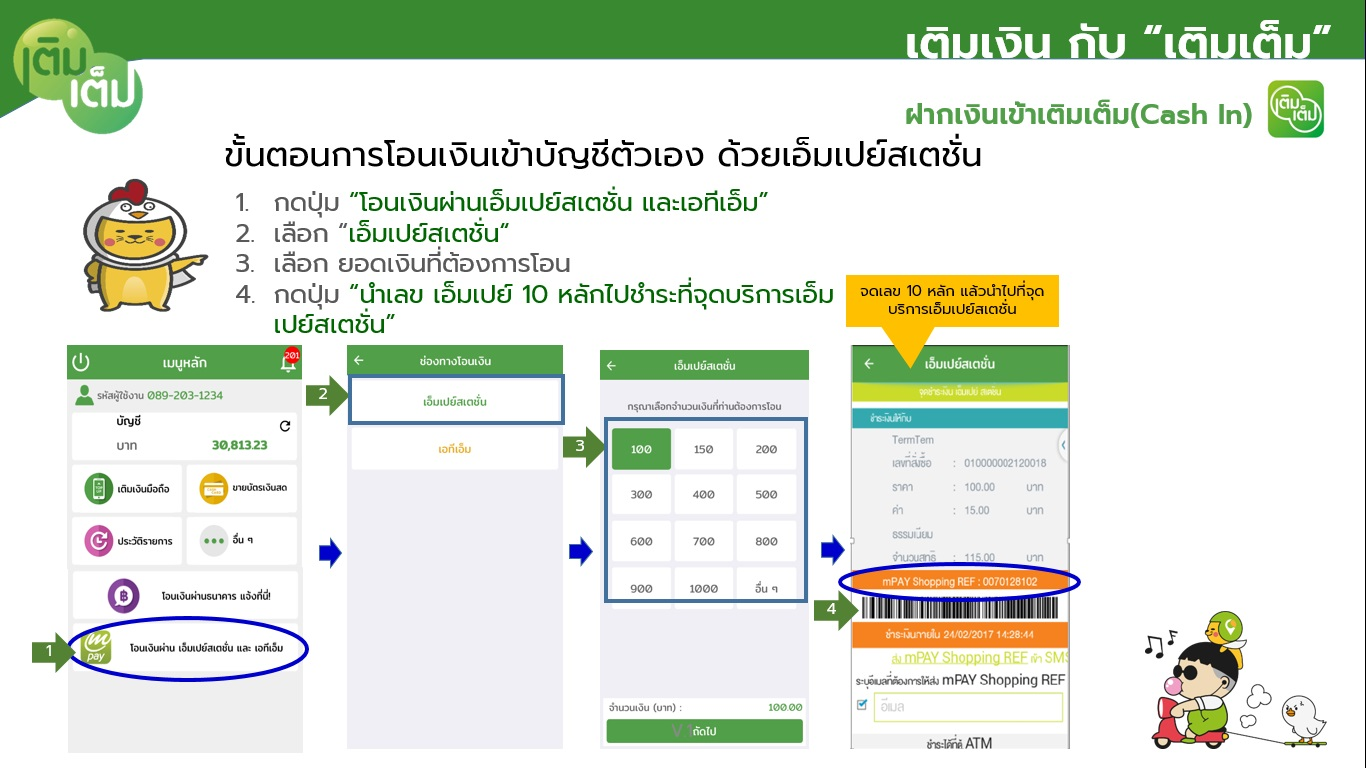 เติมเต็ม
เติมเงิน กับ “เติมเต็ม”
ฝากเงินเข้าเติมเต็ม(Cash In)
เติมเต็ม
ขั้นตอนการโอนเงินเข้าบัญชีตัวเอง ด้วยเอ็มเปย์สเตชั่น
1. กดปุ่ม “โอนเงินผ่านเอ็มเปย์สเตชั่น และเอทีเอ็ม”
2. เลือก “เอ็มเปย์สเตชั่น“
3. เลือก ยอดเงินที่ต้องการโอน
4. กดปุ่ม “นำเลข เอ็มเปย์ 10 หลักไปชำระที่จุดบริการเอ็ม
เปย์สเตชั่น”
จดเลข 10 หลัก แล้วนำไปที่จุด
บริการเอ็มเปย์สเตชั่น
เมนูหลัก
201
รหัสผู้ใช้งาน 089-203-1234
บัญชี
บาท 30,813.23
เติมเงินมือถือ ขายบัตรเงินสด
ประวัติรายการ อื่น ๆ
โอนเงินผ่านธนาคาร แจ้งที่นี่!
1
m pay
โอนเงินผ่าน เอ็มเปย์สเตชั่น และ เอทีเอ็ม
ช่องทางโอนเงิน
2
เอ็มเปย์สเตชั่น
เอทีเอ็ม
เอ็มเปย์สเตชั่น
กรุณาเลือกจำนวนเงินที่ท่านต้องการโอน
3
100 150 200
300 400 500
600 700 800
900 1000 อื่น ๆ
จำนวนเงิน (บาท) : 100.00
V.1
ถัดไป
เอ็มเปย์สเตชั่น
จุดชำระเงิน เอ็มเปย์ สเตชั่น
ชำระเงินให้กับ
TermTem
เลขที่สั่งซื้อ : 010000002120018
ราคา : 100.00 บาท
ค่า : 15.00 บาท
ธรรมเนียม
จำนวนสุทธิ : 115.00 บาท
mPAY Shopping REF : 0070128102
4
ชำระเงินภายใน 24/02/2017 14:28:44
ส่ง mPAY Shopping REF เข้า SMS
ระบุอีเมลที่ต้องการให้ส่ง mPAY Shopping REF
อีเมล
ชำระได้ที่ตู้ ATM